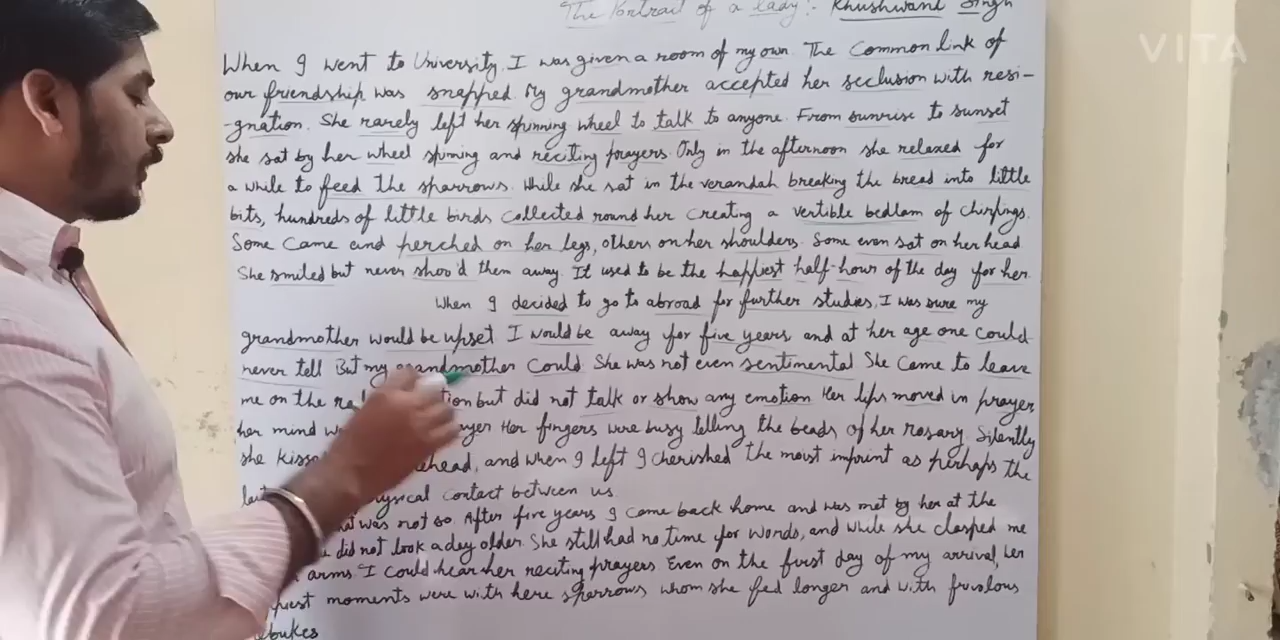 The Portrait of a lady :- Khushwant Singh
VITA
When I went to University, I was given a room of my own. The Common link of
our friendship was snapped. My grandmother accepted her seclusion with resi-
-gnation. She rarely left her spinning wheel to talk to anyone. From sunrise to sunset
she sat by her wheel spinning and reciting prayers. Only in the afternoon she relaxed for
a while to feed the sparrows. While she sat in the verandah breaking the bread into little
bits, hundreds of little birds collected round her creating a vertible bedlam of chirpings.
Some came and perched on her legs, others on her shoulders. Some even sat on her head.
She smiled but never shoo'd them away. It used to be the happiest half-hour of the day for her.
When I decided to go to abroad for further studies, I was sure my
grandmother would be upset I would be away for five years, and at her age one could
never tell But my grandmother Could. She was not even sentimental She came to leave
me on the tion but did not talk or show any emotion Her lips moved in prayer
her mind Her fingers were busy telling the beads of her rosary. Silently
she head, and when I left I cherished the moist imprint as perhaps the
contact between us.
was not so. After five years I came back home and was met by her at the
did not look a day older. She still had no time for words, and while she clasped me
arms I could hear her reciting prayers. Even on the first day of my arrival, her
moments were with here sparrows whom she fed longer and with frivolous